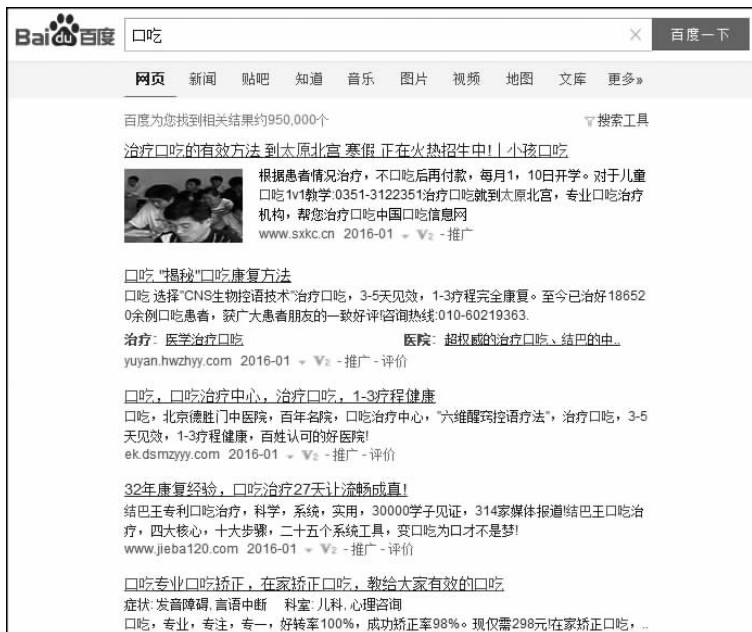 Bai du 百度 口吃 百度一下
网页 新闻 贴吧 知道 音乐 图片 视频 地图 文库 更多»
百度为您找到相关结果约950,000个 搜索工具
治疗口吃的有效方法 到太原北宫 寒假 正在火热招生中!｜小孩口吃
根据患者情况治疗，不口吃后再付款，每月1，10日开学。对于儿童
口吃1v1教学:0351-3122351治疗口吃就到太原北宫，专业口吃治疗
机构，帮您治疗口吃中国口吃信息网
www.sxkc.cn 2016-01 V2 - 推广
口吃 "揭秘"口吃康复方法
口吃 选择"CNS生物控语技术"治疗口吃，3-5天见效，1-3疗程完全康复。至今已治好18652
0余例口吃患者，获广大患者朋友的一致好评!咨询热线:010-60219363.
治疗: 医学治疗口吃 医院: 超权威的治疗口吃、结巴的中..
yuyan.hwzhyy.com 2016-01 V2 - 推广 - 评价
口吃，口吃治疗中心，治疗口吃，1-3疗程健康
口吃，北京德胜门中医院，百年名院，口吃治疗中心，"六维醒窍控语疗法"，治疗口吃，3-5
天见效，1-3疗程健康，百姓认可的好医院!
ek.dsmzyyy.com 2016-01 V2 - 推广 - 评价
32年康复经验，口吃治疗27天让流畅成真!
结巴王专利口吃治疗，科学，系统，实用，30000学子见证，314家媒体报道!结巴王口吃治
疗，四大核心，十大步骤，二十五个系统工具，变口吃为口才不是梦!
www.jieba120.com 2016-01 V2 - 推广 - 评价
口吃专业口吃矫正，在家矫正口吃，教给大家有效的口吃
症状: 发音障碍, 言语中断 科室: 儿科, 心理咨询
口吃，专业，专注，专一，好转率100%，成功矫正率98%。现仅需298元!在家矫正口吃，..